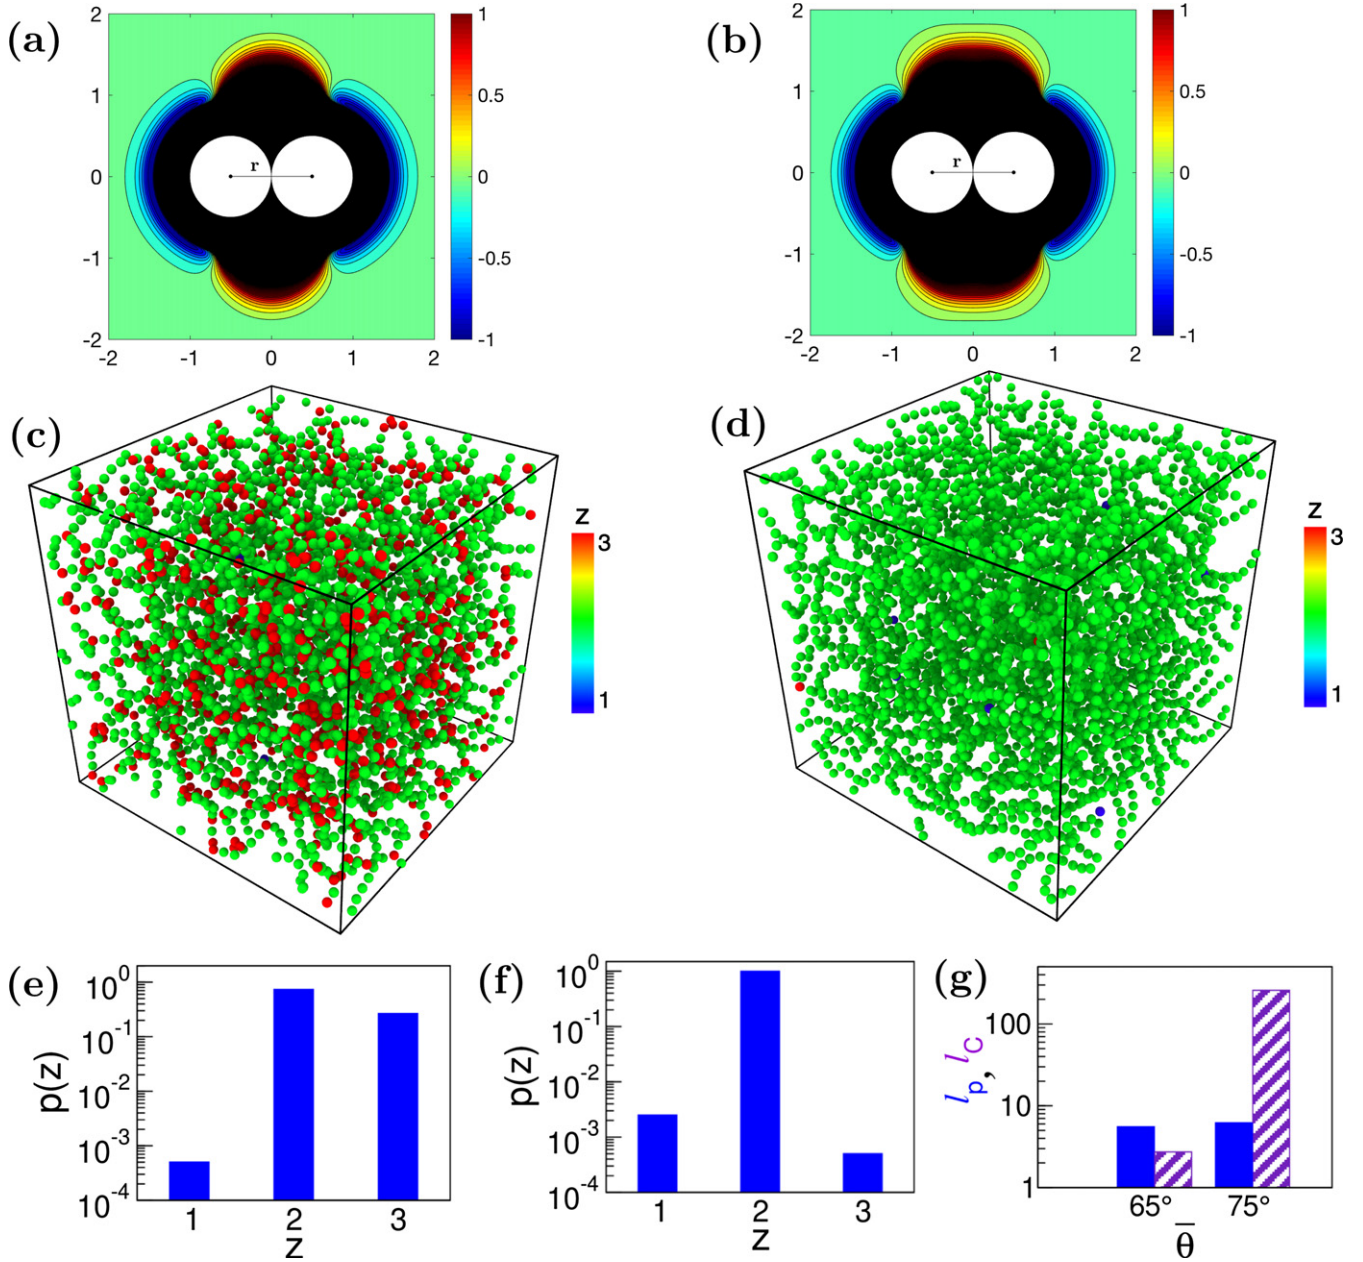 (a)
2
1
0
-1
-2
-2 -1 0 1 2
r
1
0.5
0
-0.5
-1
(b)
2
1
0
-1
-2
-2 -1 0 1 2
r
1
0.5
0
-0.5
-1
(c)
z
3
1
(d)
z
3
1
(e)
p(z)
10^0
10^-1
10^-2
10^-3
10^-4
1 2 3
z
(f)
p(z)
10^0
10^-1
10^-2
10^-3
10^-4
1 2 3
z
(g)
l_p, l_C
100
10
1
65° 75°
θ̅